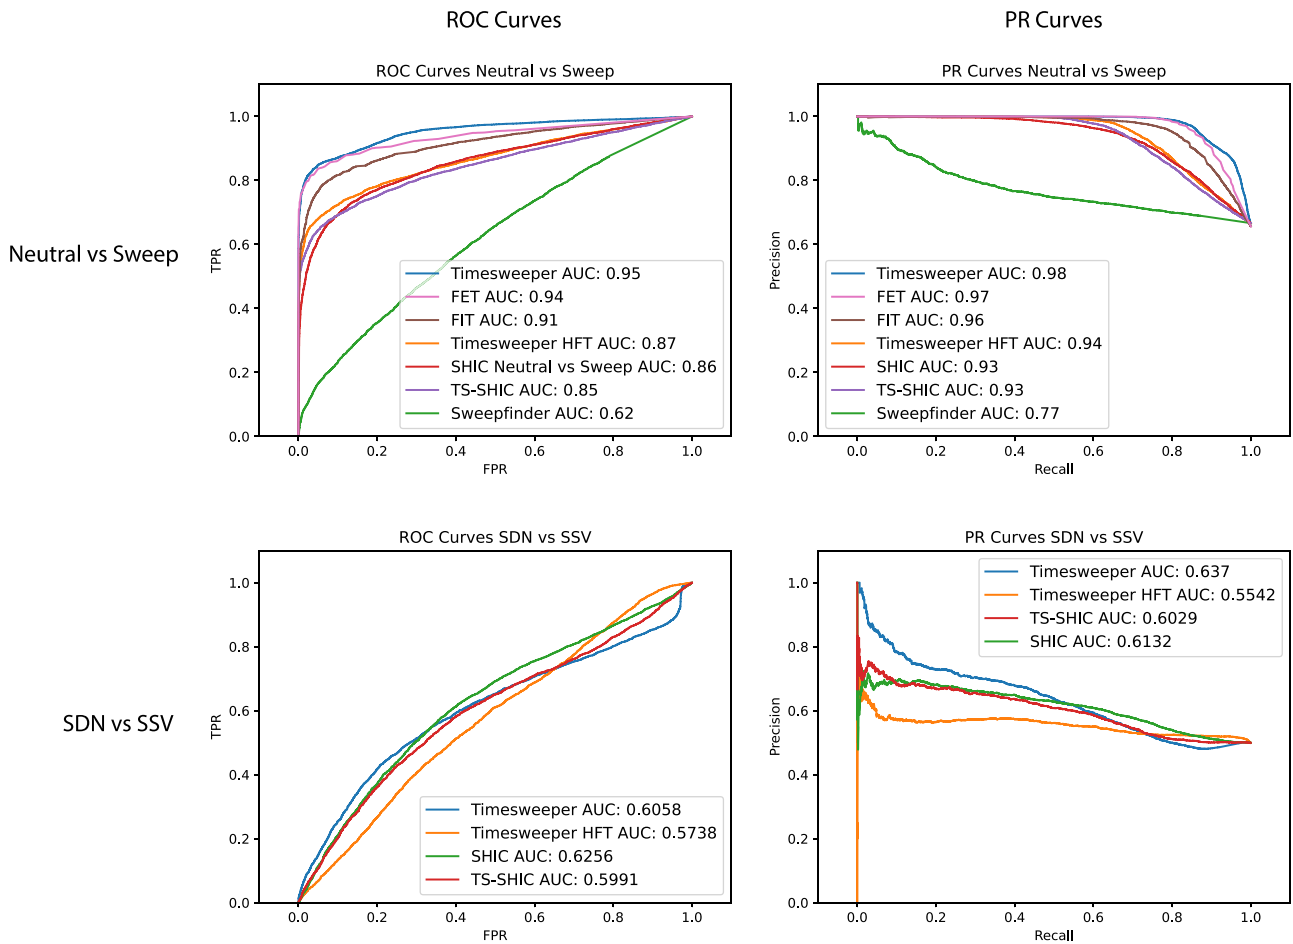 ROC Curves
PR Curves
Neutral vs Sweep
ROC Curves Neutral vs Sweep
TPR
1.0
0.8
0.6
0.4
0.2
0.0
0.0 0.2 0.4 0.6 0.8 1.0
FPR
Timesweeper AUC: 0.95
FET AUC: 0.94
FIT AUC: 0.91
Timesweeper HFT AUC: 0.87
SHIC Neutral vs Sweep AUC: 0.86
TS-SHIC AUC: 0.85
Sweepfinder AUC: 0.62
PR Curves Neutral vs Sweep
Precision
1.0
0.8
0.6
0.4
0.2
0.0
0.0 0.2 0.4 0.6 0.8 1.0
Recall
Timesweeper AUC: 0.98
FET AUC: 0.97
FIT AUC: 0.96
Timesweeper HFT AUC: 0.94
SHIC AUC: 0.93
TS-SHIC AUC: 0.93
Sweepfinder AUC: 0.77
SDN vs SSV
ROC Curves SDN vs SSV
TPR
1.0
0.8
0.6
0.4
0.2
0.0
0.0 0.2 0.4 0.6 0.8 1.0
FPR
Timesweeper AUC: 0.6058
Timesweeper HFT AUC: 0.5738
SHIC AUC: 0.6256
TS-SHIC AUC: 0.5991
PR Curves SDN vs SSV
Precision
1.0
0.8
0.6
0.4
0.2
0.0
0.0 0.2 0.4 0.6 0.8 1.0
Recall
Timesweeper AUC: 0.637
Timesweeper HFT AUC: 0.5542
TS-SHIC AUC: 0.6029
SHIC AUC: 0.6132